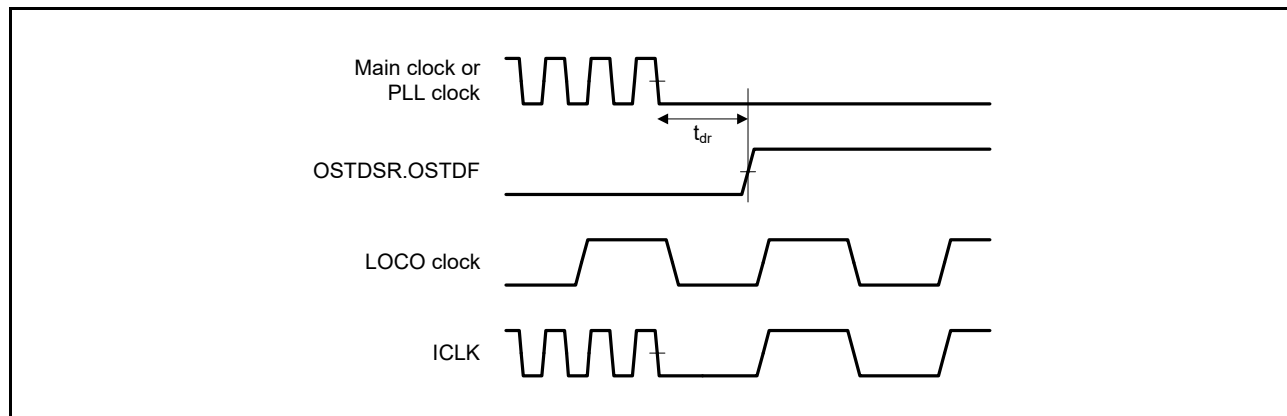 Main clock or
PLL clock
tdr
OSTDSR.OSTDF
LOCO clock
ICLK